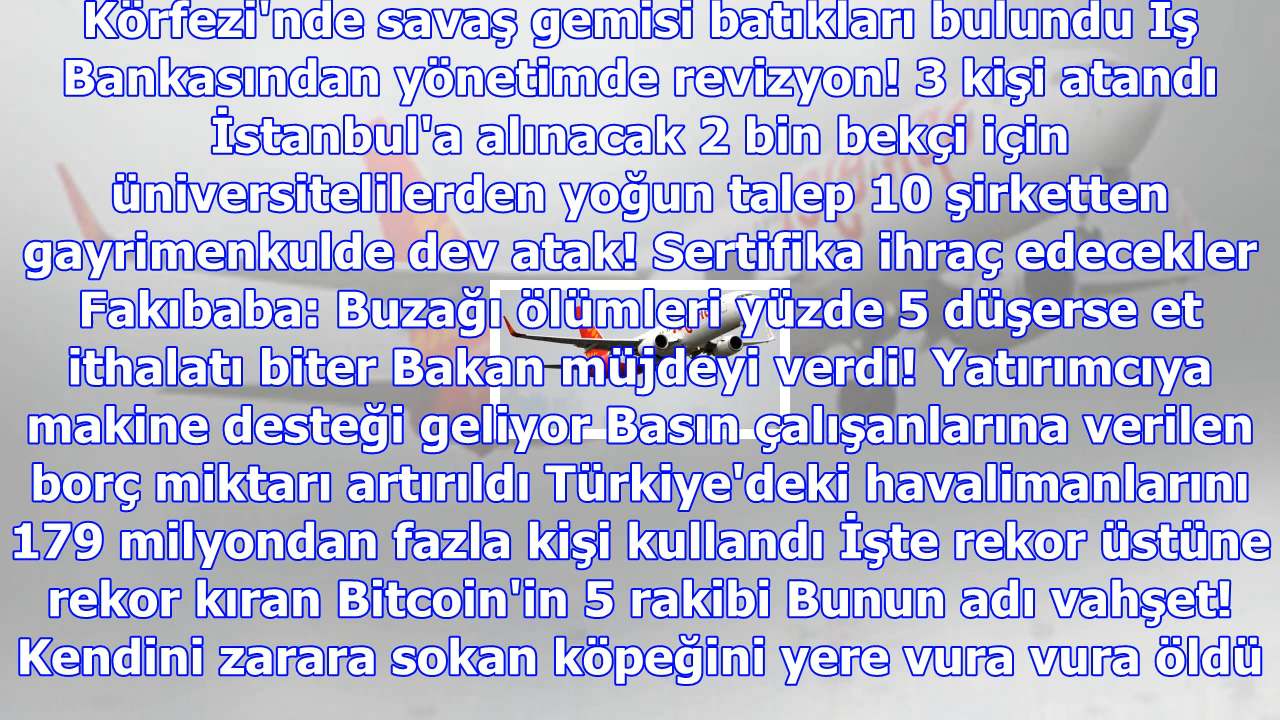 Körfezi'nde savaş gemisi batıkları bulundu İş
Bankasından yönetimde revizyon! 3 kişi atandı
İstanbul'a alınacak 2 bin bekçi için
üniversitelilerden yoğun talep 10 şirketten
gayrimenkulde dev atak! Sertifika ihraç edecekler
Fakıbaba: Buzağı ölümleri yüzde 5 düşerse et
ithalatı biter Bakan müjdeyi verdi! Yatırımcıya
makine desteği geliyor Basın çalışanlarına verilen
borç miktarı artırıldı Türkiye'deki havalimanlarını
179 milyondan fazla kişi kullandı İşte rekor üstüne
rekor kıran Bitcoin'in 5 rakibi Bunun adı vahşet!
Kendini zarara sokan köpeğini yere vura vura öldü